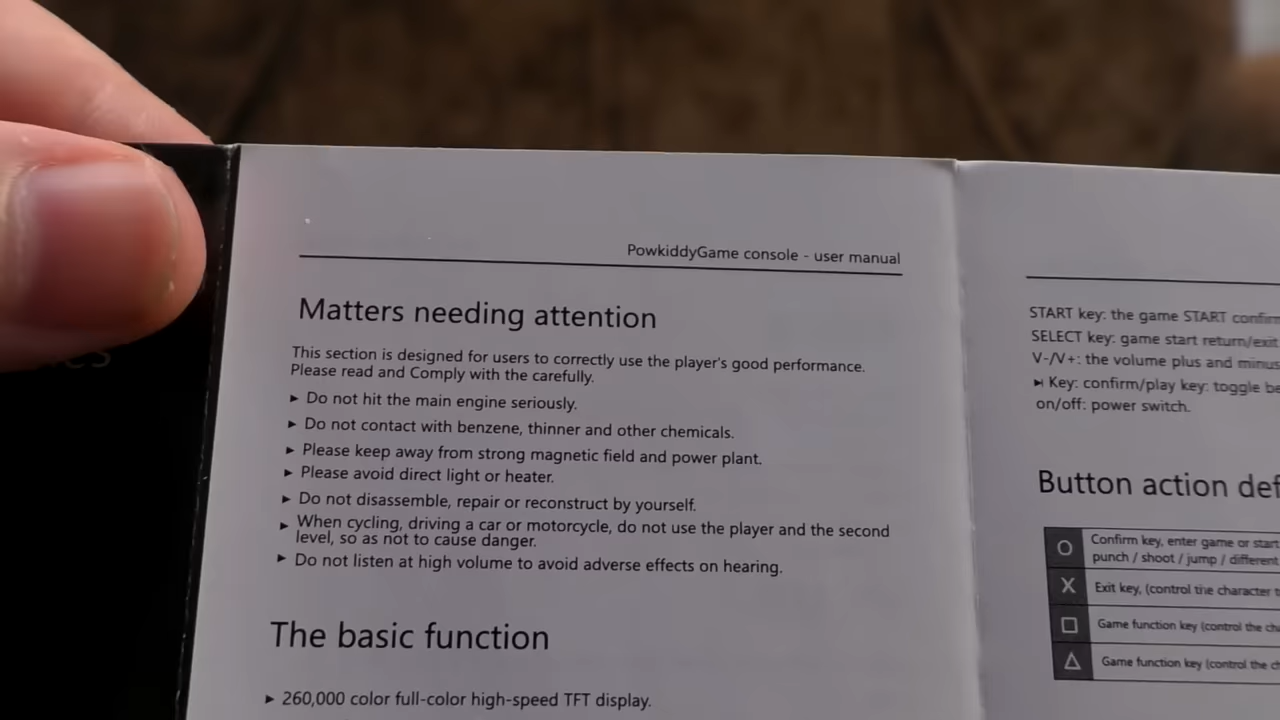 PowkiddyGame console - user manual
Matters needing attention
This section is designed for users to correctly use the player's good performance.
Please read and Comply with the carefully.
► Do not hit the main engine seriously.
► Do not contact with benzene, thinner and other chemicals.
► Please keep away from strong magnetic field and power plant.
► Please avoid direct light or heater.
► Do not disassemble, repair or reconstruct by yourself.
► When cycling, driving a car or motorcycle, do not use the player and the second
level, so as not to cause danger.
► Do not listen at high volume to avoid adverse effects on hearing.
The basic function
► 260,000 color full-color high-speed TFT display.
START key: the game START
SELECT key: game start return/exit
V-/V+: the volume plus and minus
Key: confirm/play key: toggle
on/off: power switch.
Button action
O Confirm key, enter game or start
punch / shoot / jump / different
X Exit key, (control the character
□ Game function key (control the
△ Game function key (control the